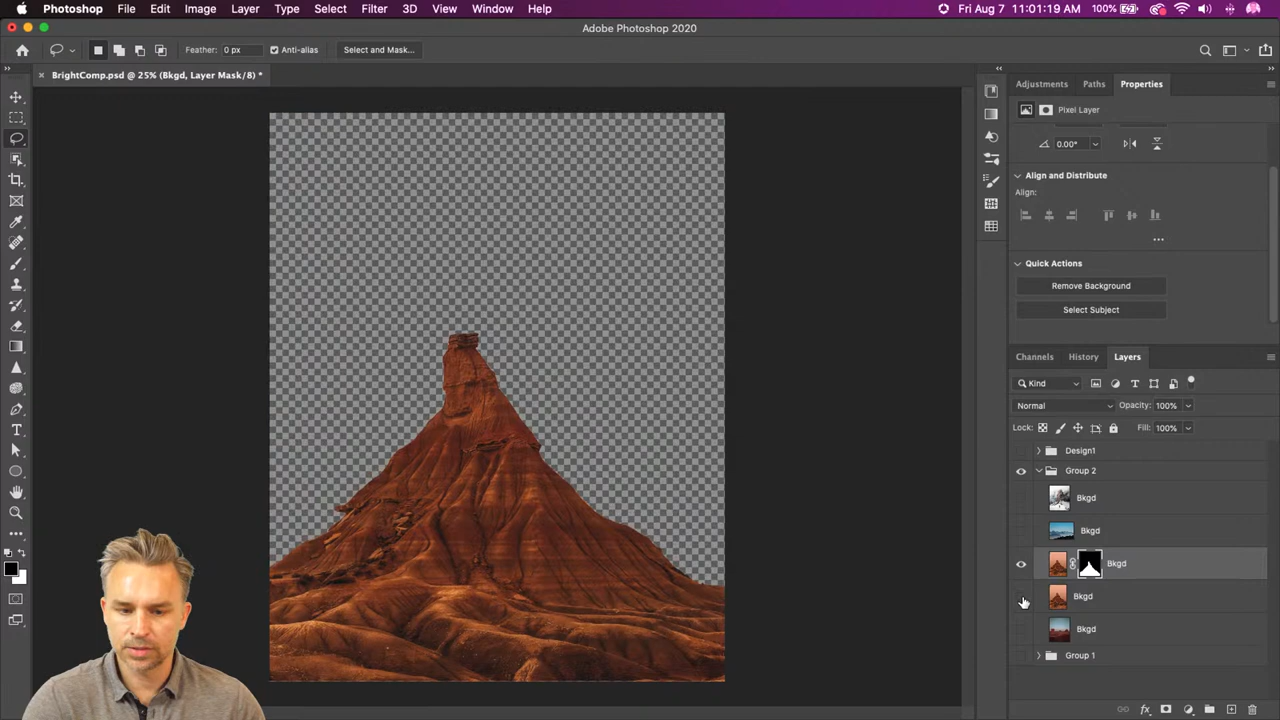 Photoshop File Edit Image Layer Type Select Filter 3D View Window Help 100% Fri Aug 7 11:01:19 AM
Adobe Photoshop 2020
Feather: 0 px Anti-alias Select and Mask...
BrightComp.psd @ 25% (Bkgd, Layer Mask/8) *
Adjustments Paths Properties
Pixel Layer
0.00°
Align and Distribute
Align:
Quick Actions
Remove Background
Select Subject
Channels History Layers
Kind
Normal Opacity: 100%
Lock: Fill: 100%
Design1
Group 2
Bkgd
Bkgd
Bkgd
Bkgd
Bkgd
Group 1